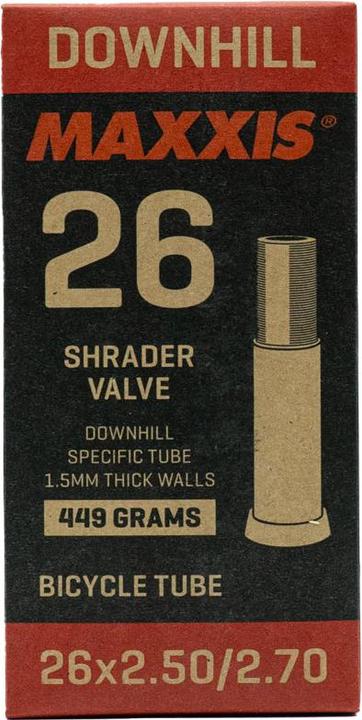 DOWNHILL
MAXXIS®
26
SHRADER
VALVE
DOWNHILL
SPECIFIC TUBE
1.5MM THICK WALLS
449 GRAMS
BICYCLE TUBE
26x2.50/2.70